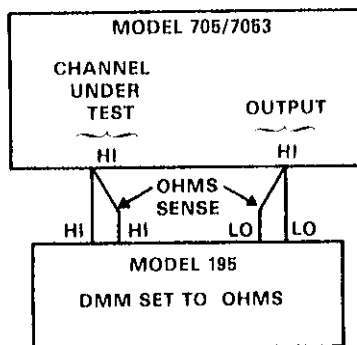 MODEL 705/7053
CHANNEL
UNDER
TEST
OUTPUT
HI
HI
OHMS
SENSE
HI
HI
LO
LO
MODEL 195
DMM SET TO OHMS